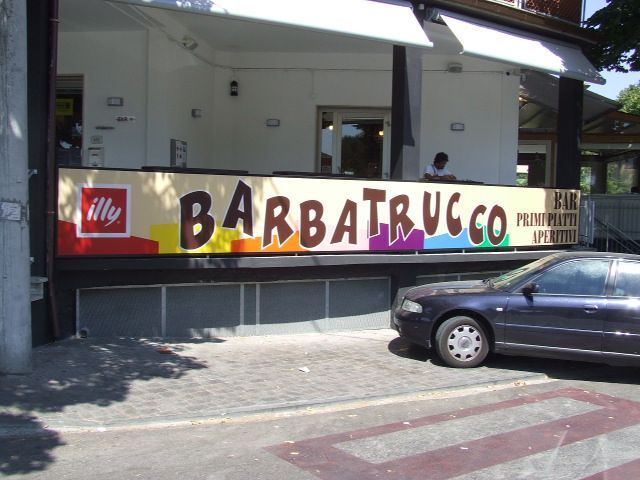 illy
BARBATRUCCO
BAR
PRIMI PIATTI
APERITIVI